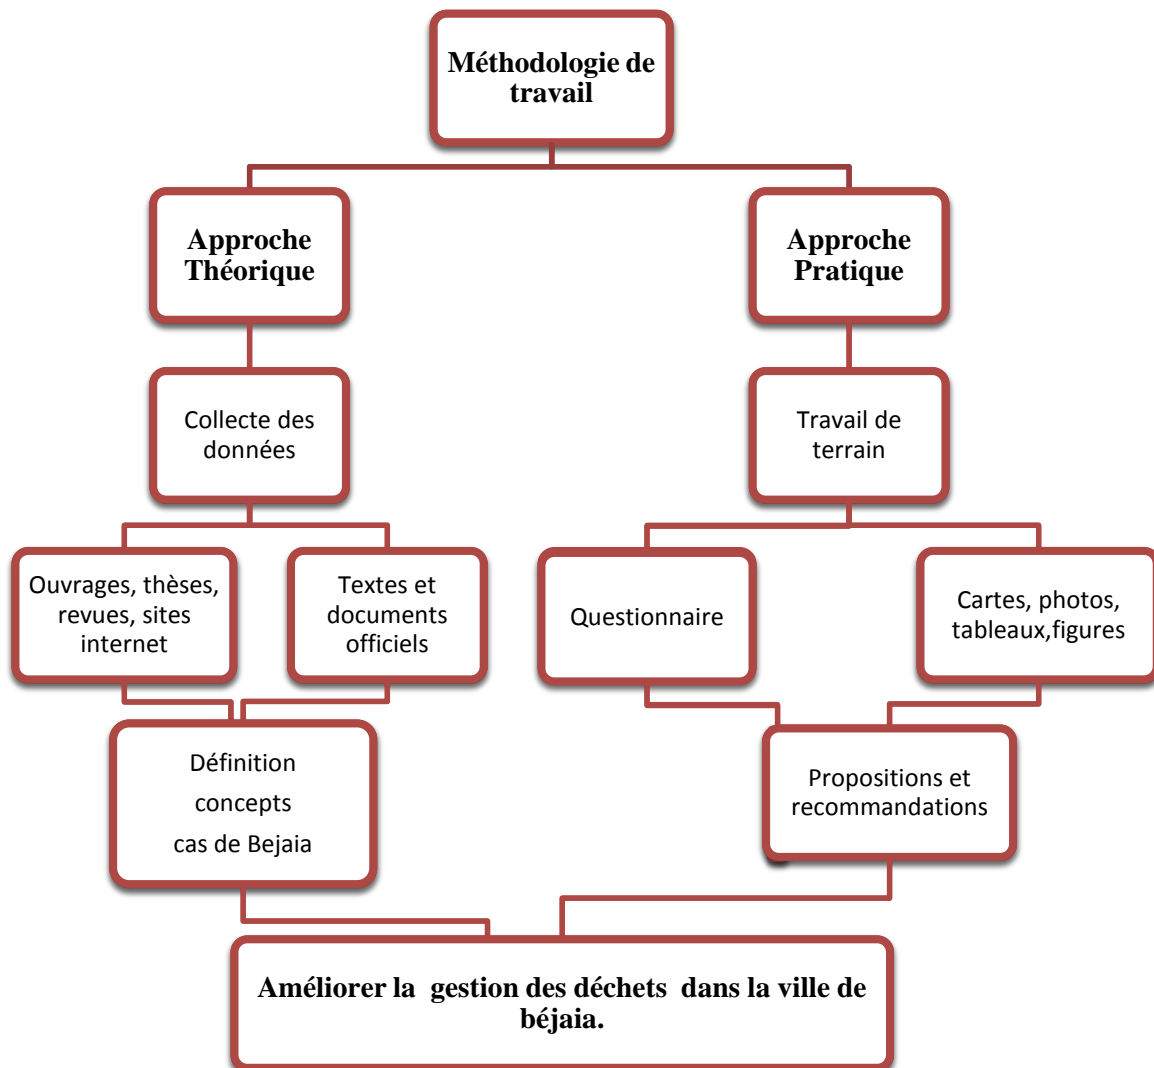 Méthodologie de
travail
Approche
Théorique
Approche
Pratique
Collecte des
données
Travail de
terrain
Ouvrages, thèses,
revues, sites
internet
Textes et
documents
officiels
Questionnaire
Cartes, photos,
tableaux,figures
Définition
concepts
cas de Bejaia
Propositions et
recommandations
Améliorer la  gestion des déchets  dans la ville de
béjaia.